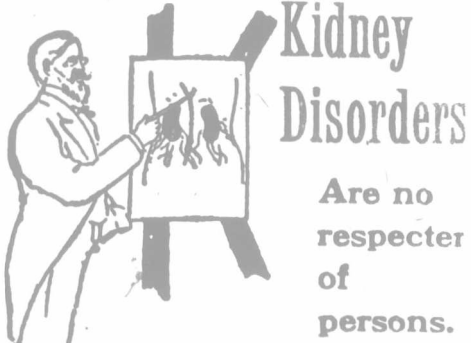 Kidney
Disorders
Are no
respecter
of
persons.